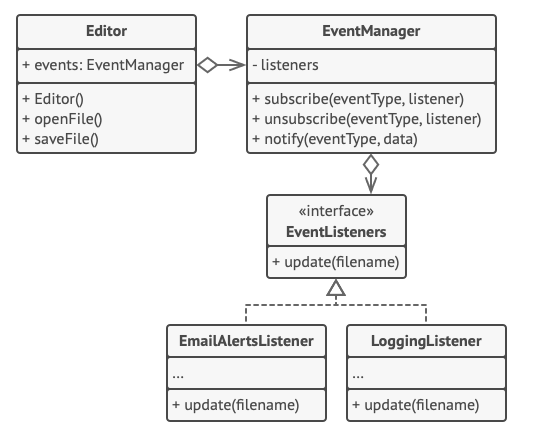 Editor
+ events: EventManager
+ Editor()
+ openFile()
+ saveFile()
EventManager
- listeners
+ subscribe(eventType, listener)
+ unsubscribe(eventType, listener)
+ notify(eventType, data)
«interface»
EventListeners
+ update(filename)
EmailAlertsListener
...
+ update(filename)
LoggingListener
...
+ update(filename)